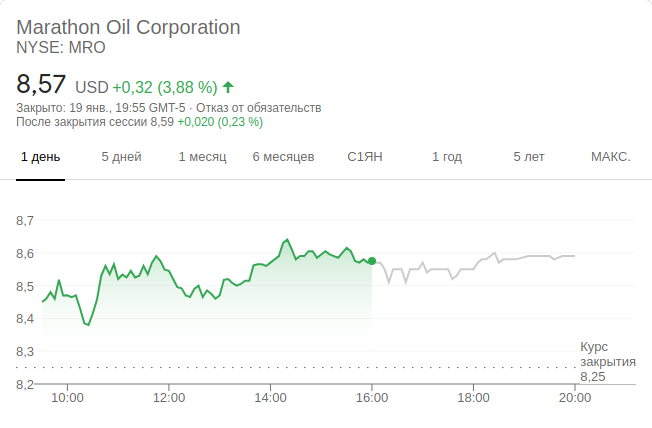 Marathon Oil Corporation
NYSE: MRO
8,57 USD +0,32 (3,88 %)
Закрыто: 19 янв., 19:55 GMT-5 · Отказ от обязательств
После закрытия сессии 8,59 +0,020 (0,23 %)
1 день 5 дней 1 месяц 6 месяцев С1ЯН 1 год 5 лет МАКС.
8,7
8,6
8,5
8,4
8,3
Курс
закрытия
8,25
8,2
10:00 12:00 14:00 16:00 18:00 20:00